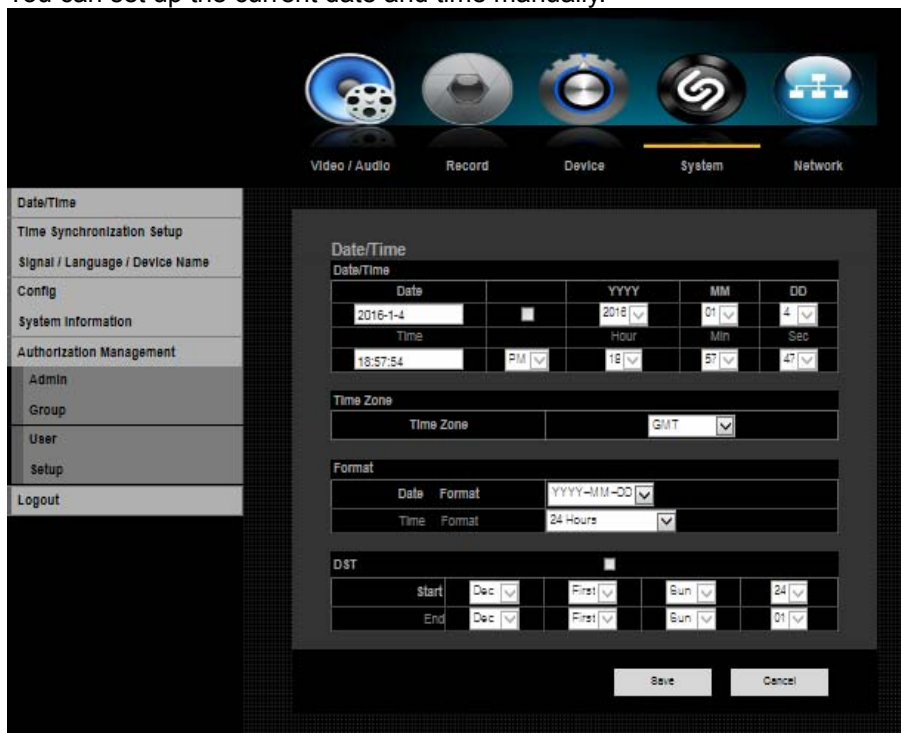 You can set up the current date and time manually.
Video / Audio Record Device System Network
Date/Time
Time Synchronization Setup
Signal / Language / Device Name
Config
System Information
Authorization Management
Admin
Group
User
Setup
Logout
Date/Time
Date/Time
Date YYYY MM DD
2016-1-4 2016 01 4
Time Hour Min Sec
18:57:54 PM 18 57 47
Time Zone
Time Zone GMT
Format
Date Format YYYY-MM-DD
Time Format 24 Hours
DST
Start Dec First Sun 24
End Dec First Sun 01
Save Cancel